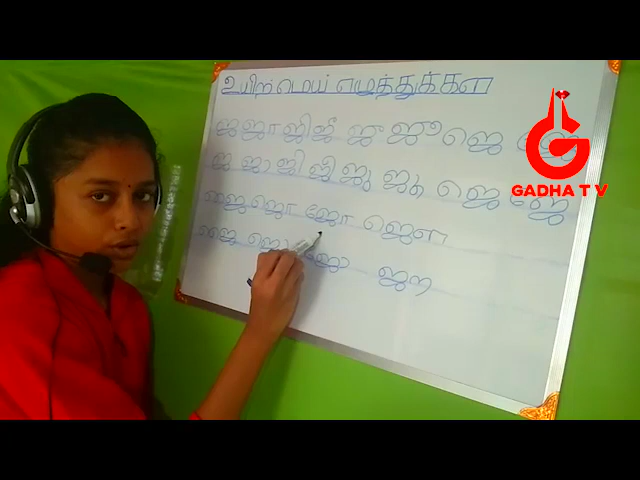 உயிர் மெய் எழுத்துக்கள
ஜ ஜா ஜி ஜீ ஜு ஜூ ஜெ ஜே
ஜ ஜா ஜி ஜீ ஜு ஜூ ஜெ ஜே
ஜை ஜொ ஜோ ஜௌ
ஜை ஜொ ஜோ
GADHA TV